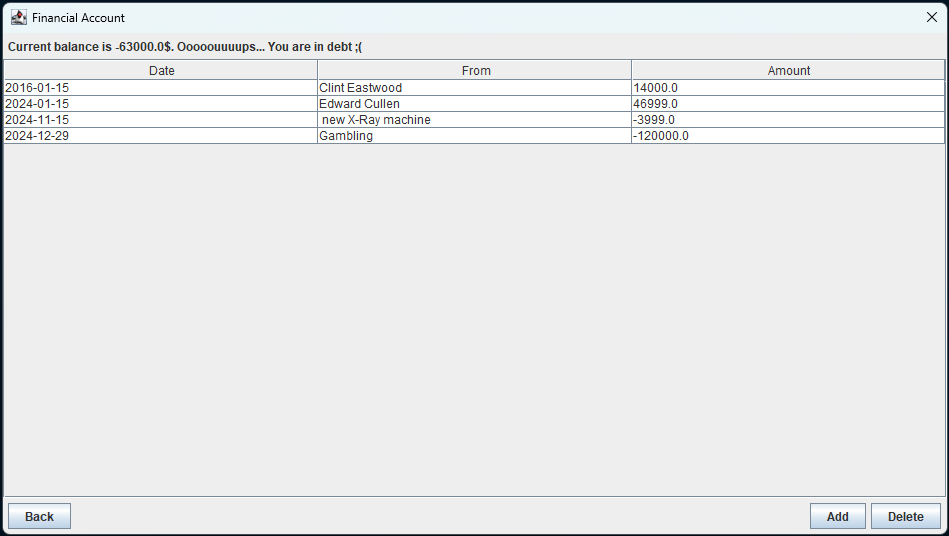 Financial Account
Current balance is -63000.0$. Ooooouuuups... You are in debt ;(
Date From Amount
2016-01-15 Clint Eastwood 14000.0
2024-01-15 Edward Cullen 46999.0
2024-11-15 new X-Ray machine -3999.0
2024-12-29 Gambling -120000.0
Back Add Delete